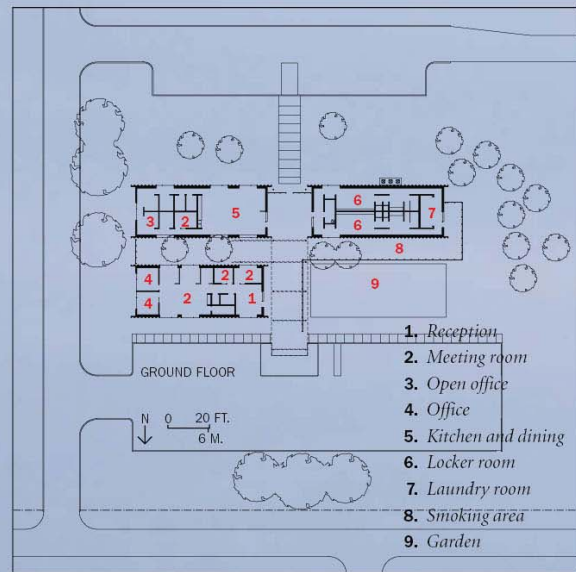 6
3
2
5
6
7
8
4
2
2
4
2
1
9
GROUND FLOOR
N 0 20 FT.
6 M.
1. Reception
2. Meeting room
3. Open office
4. Office
5. Kitchen and dining
6. Locker room
7. Laundry room
8. Smoking area
9. Garden